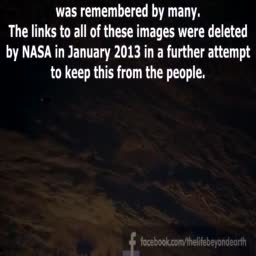 was remembered by many.
The links to all of these images were deleted
by NASA in January 2013 in a further attempt
to keep this from the people.
facebook.com/thelifebeyondearth